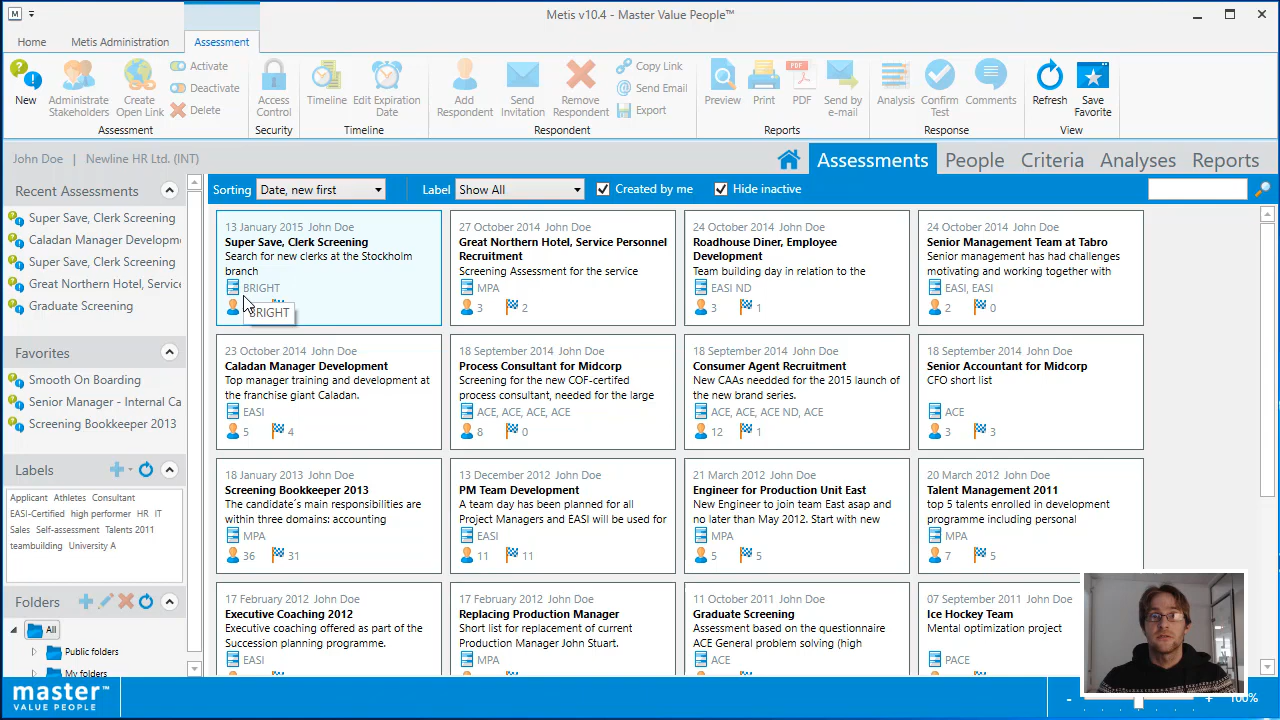 M
Metis v10.4 - Master Value People™
Home
Metis Administration
Assessment
New
Administrate Stakeholders
Create Open Link
Activate
Deactivate
Delete
Assessment
Access Control
Security
Timeline
Edit Expiration Date
Timeline
Add Respondent
Send Invitation
Remove Respondent
Copy Link
Send Email
Export
Respondent
Preview
Print
PDF
Send by e-mail
Reports
Analysis
Confirm Test
Comments
Response
Refresh
Save Favorite
View
John Doe | Newline HR Ltd. (INT)
Assessments
People
Criteria
Analyses
Reports
Recent Assessments
Super Save, Clerk Screening
Caladan Manager Developm
Super Save, Clerk Screening
Great Northern Hotel, Service
Graduate Screening
Favorites
Smooth On Boarding
Senior Manager - Internal Ca
Screening Bookkeeper 2013
Labels
Applicant Athletes Consultant
EASI-Certified high performer HR IT
Sales Self-assessment Talents 2011
teambuilding University A
Folders
All
Public folders
My folders
Sorting Date, new first
Label Show All
Created by me
Hide inactive
13 January 2015 John Doe
Super Save, Clerk Screening
Search for new clerks at the Stockholm
branch
BRIGHT
BRIGHT
27 October 2014 John Doe
Great Northern Hotel, Service Personnel
Recruitment
Screening Assessment for the service
MPA
3 2
24 October 2014 John Doe
Roadhouse Diner, Employee
Development
Team building day in relation to the
EASI ND
3 1
24 October 2014 John Doe
Senior Management Team at Tabro
Senior management has had challenges
motivating and working together with
EASI, EASI
2 0
23 October 2014 John Doe
Caladan Manager Development
Top manager training and development at
the franchise giant Caladan.
EASI
5 4
18 September 2014 John Doe
Process Consultant for Midcorp
Screening for the new COF-certifed
process consultant, needed for the large
ACE, ACE, ACE, ACE
8 0
18 September 2014 John Doe
Consumer Agent Recruitment
New CAAs needded for the 2015 launch of
the new brand series.
ACE, ACE, ACE ND, ACE
12 1
18 September 2014 John Doe
Senior Accountant for Midcorp
CFO short list
ACE
3 3
18 January 2013 John Doe
Screening Bookkeeper 2013
The candidate´s main responsibilities are
within three domains: accounting
MPA
36 31
13 December 2012 John Doe
PM Team Development
A team day has been planned for all
Project Managers and EASI will be used for
EASI
11 11
21 March 2012 John Doe
Engineer for Production Unit East
New Engineer to join team East asap and
no later than May 2012. Start with new
MPA
5 5
20 March 2012 John Doe
Talent Management 2011
top 5 talents enrolled in development
programme including personal
MPA
7 5
17 February 2012 John Doe
Executive Coaching 2012
Executive coaching offered as part of the
Succession planning programme.
EASI
17 February 2012 John Doe
Replacing Production Manager
Short list for replacement of current
Production Manager John Stuart.
MPA
11 October 2011 John Doe
Graduate Screening
Assessment based on the questionnaire
ACE General problem solving (high
ACE
07 September 2011 John Doe
Ice Hockey Team
Mental optimization project
PACE
master™
VALUE PEOPLE
- + 100%